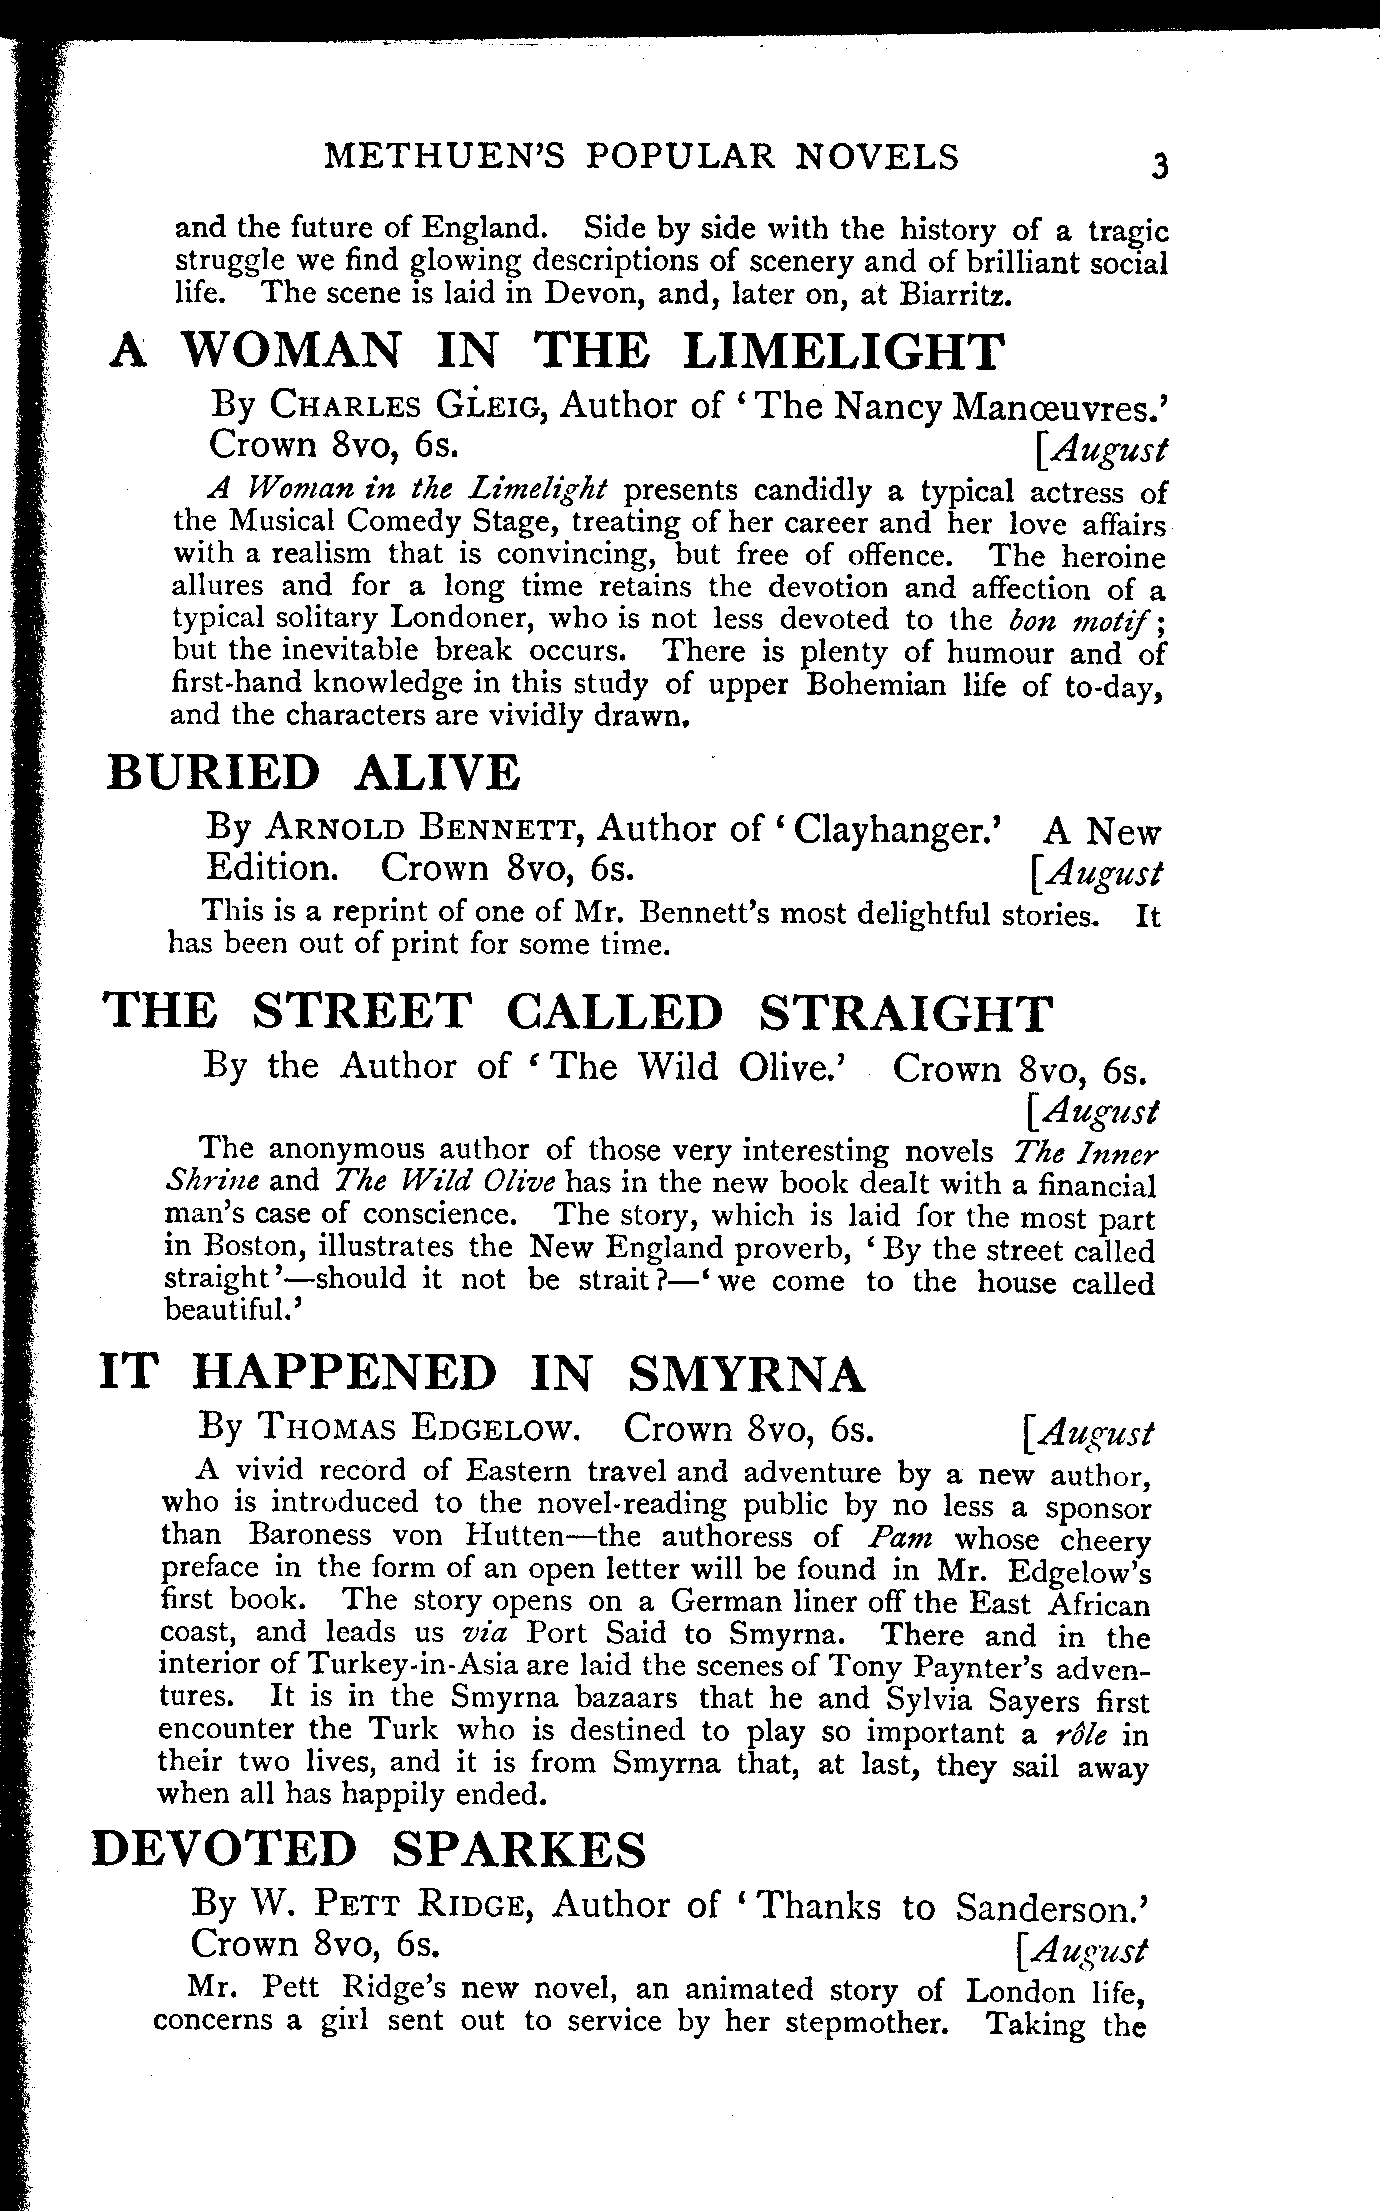 METHUEN'S POPULAR NOVELS 3
and the future of England. Side by side with the history of a tragic
struggle we find glowing descriptions of scenery and of brilliant social
life. The scene is laid in Devon, and, later on, at Biarritz.
A WOMAN IN THE LIMELIGHT
By CHARLES GLEIG, Author of ‘The Nancy Manœuvres.’
Crown 8vo, 6s. [August
A Woman in the Limelight presents candidly a typical actress of
the Musical Comedy Stage, treating of her career and her love affairs
with a realism that is convincing, but free of offence. The heroine
allures and for a long time retains the devotion and affection of a
typical solitary Londoner, who is not less devoted to the bon motif;
but the inevitable break occurs. There is plenty of humour and of
first-hand knowledge in this study of upper Bohemian life of to-day,
and the characters are vividly drawn.
BURIED ALIVE
By ARNOLD BENNETT, Author of ‘Clayhanger.’ A New
Edition. Crown 8vo, 6s. [August
This is a reprint of one of Mr. Bennett's most delightful stories. It
has been out of print for some time.
THE STREET CALLED STRAIGHT
By the Author of ‘The Wild Olive.’ Crown 8vo, 6s.
[August
The anonymous author of those very interesting novels The Inner
Shrine and The Wild Olive has in the new book dealt with a financial
man's case of conscience. The story, which is laid for the most part
in Boston, illustrates the New England proverb, ‘By the street called
straight’—should it not be strait?—‘we come to the house called
beautiful.’
IT HAPPENED IN SMYRNA
By THOMAS EDGELOW. Crown 8vo, 6s. [August
A vivid record of Eastern travel and adventure by a new author,
who is introduced to the novel-reading public by no less a sponsor
than Baroness von Hutten—the authoress of Pam whose cheery
preface in the form of an open letter will be found in Mr. Edgelow's
first book. The story opens on a German liner off the East African
coast, and leads us via Port Said to Smyrna. There and in the
interior of Turkey-in-Asia are laid the scenes of Tony Paynter's adven-
tures. It is in the Smyrna bazaars that he and Sylvia Sayers first
encounter the Turk who is destined to play so important a rôle in
their two lives, and it is from Smyrna that, at last, they sail away
when all has happily ended.
DEVOTED SPARKES
By W. PETT RIDGE, Author of ‘Thanks to Sanderson.’
Crown 8vo, 6s. [August
Mr. Pett Ridge's new novel, an animated story of London life,
concerns a girl sent out to service by her stepmother. Taking the